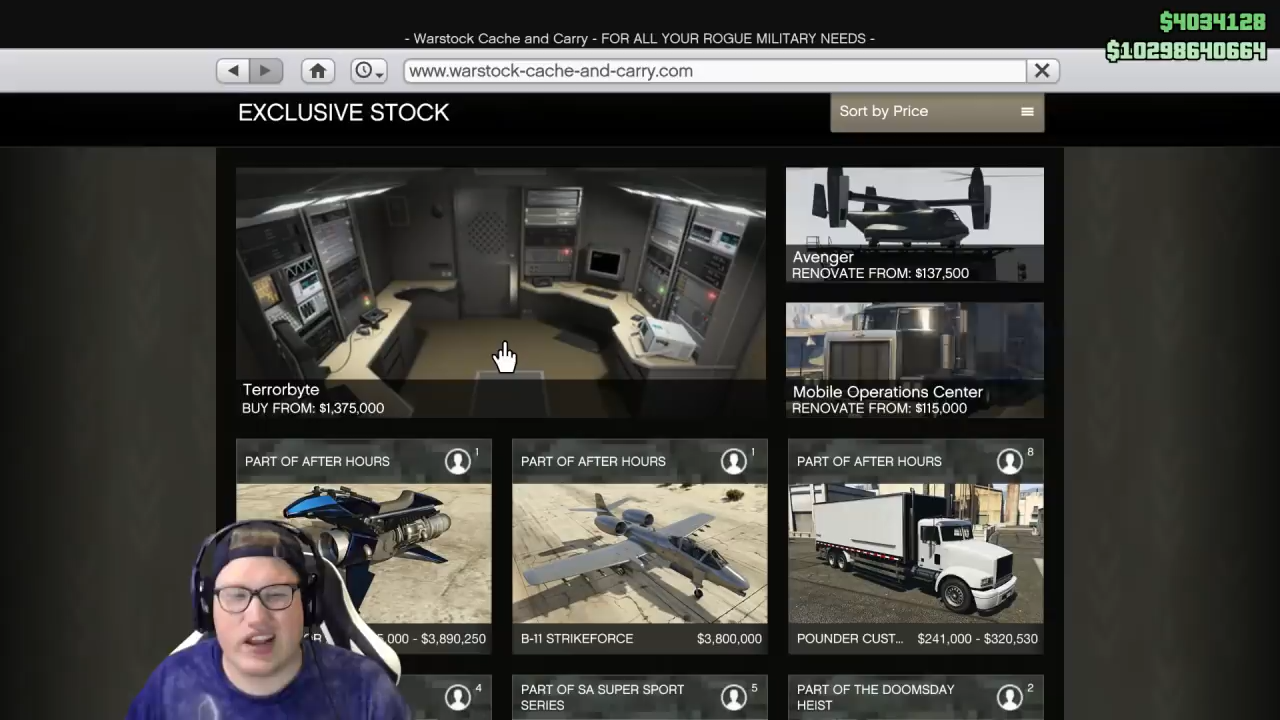 $4034128
- Warstock Cache and Carry - FOR ALL YOUR ROGUE MILITARY NEEDS -
$10298640664
www.warstock-cache-and-carry.com
EXCLUSIVE STOCK
Sort by Price
Terrorbyte
BUY FROM: $1,375,000
Avenger
RENOVATE FROM: $137,500
Mobile Operations Center
RENOVATE FROM: $115,000
PART OF AFTER HOURS 1
PART OF AFTER HOURS 1
PART OF AFTER HOURS 8
- $3,890,250
B-11 STRIKEFORCE $3,800,000
POUNDER CUST... $241,000 - $320,530
4
PART OF SA SUPER SPORT
SERIES 5
PART OF THE DOOMSDAY
HEIST 2